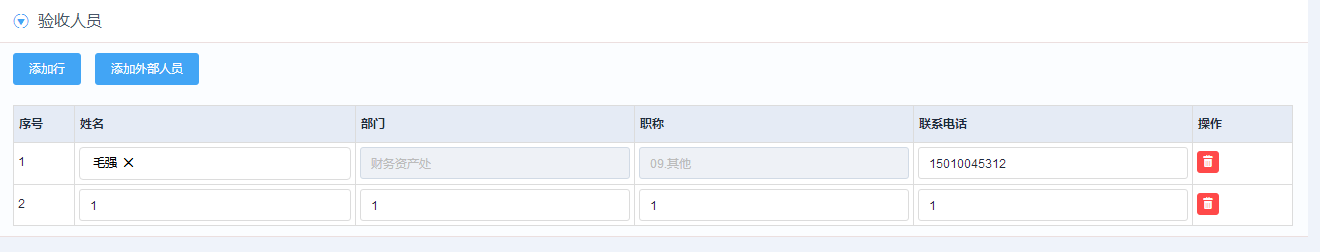 验收人员
添加行 添加外部人员
序号 姓名 部门 职称 联系电话 操作
1 毛强 × 财务资产处 09.其他 15010045312
2 1 1 1 1